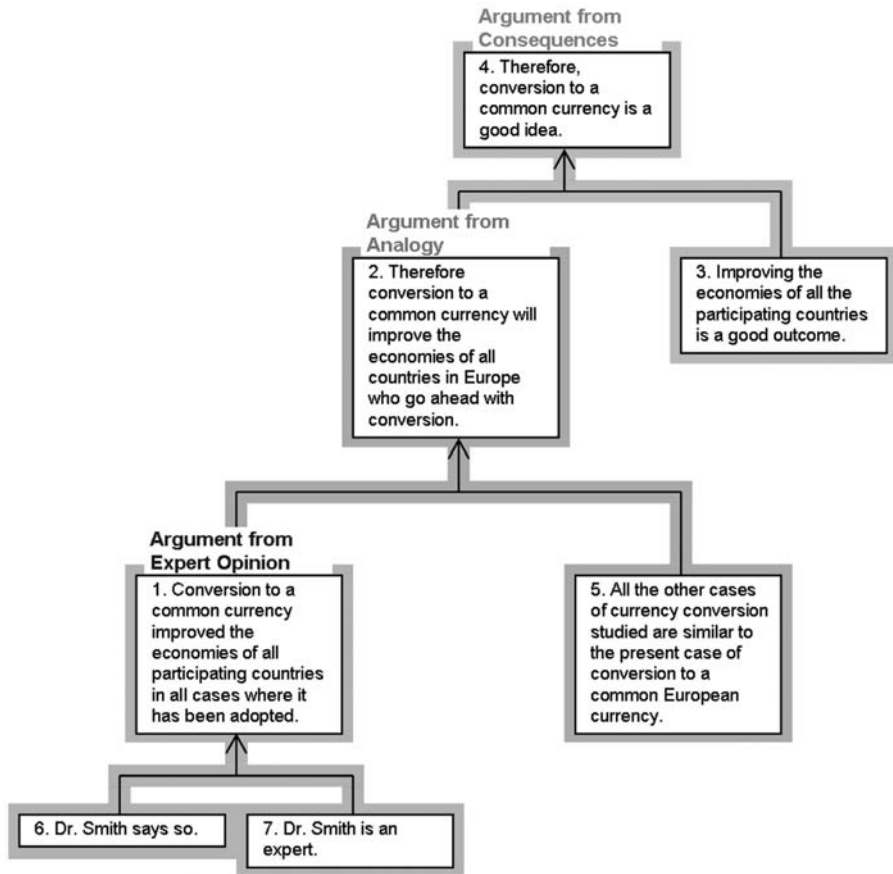 Argument from
Consequences
4. Therefore,
conversion to a
common currency is a
good idea.
Argument from
Analogy
2. Therefore
conversion to a
common currency will
improve the
economies of all
countries in Europe
who go ahead with
conversion.
3. Improving the
economies of all the
participating countries
is a good outcome.
Argument from
Expert Opinion
1. Conversion to a
common currency
improved the
economies of all
participating countries
in all cases where it
has been adopted.
5. All the other cases
of currency conversion
studied are similar to
the present case of
conversion to a
common European
currency.
6. Dr. Smith says so.
7. Dr. Smith is an
expert.